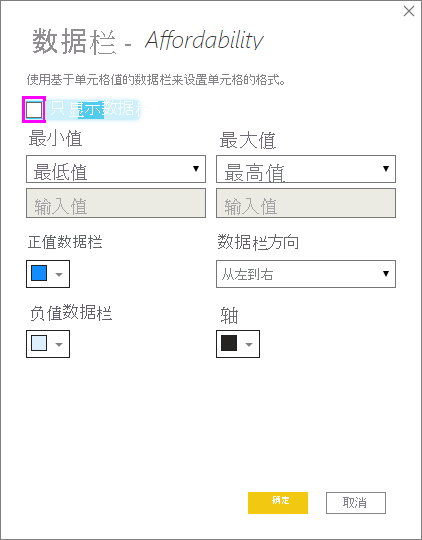 数据栏 - Affordability
使用基于单元格值的数据栏来设置单元格的格式。
只显示数据栏
最小值 最大值
最低值 最高值
输入值 输入值
正值数据栏 数据栏方向
从左到右
负值数据栏 轴
确定 取消